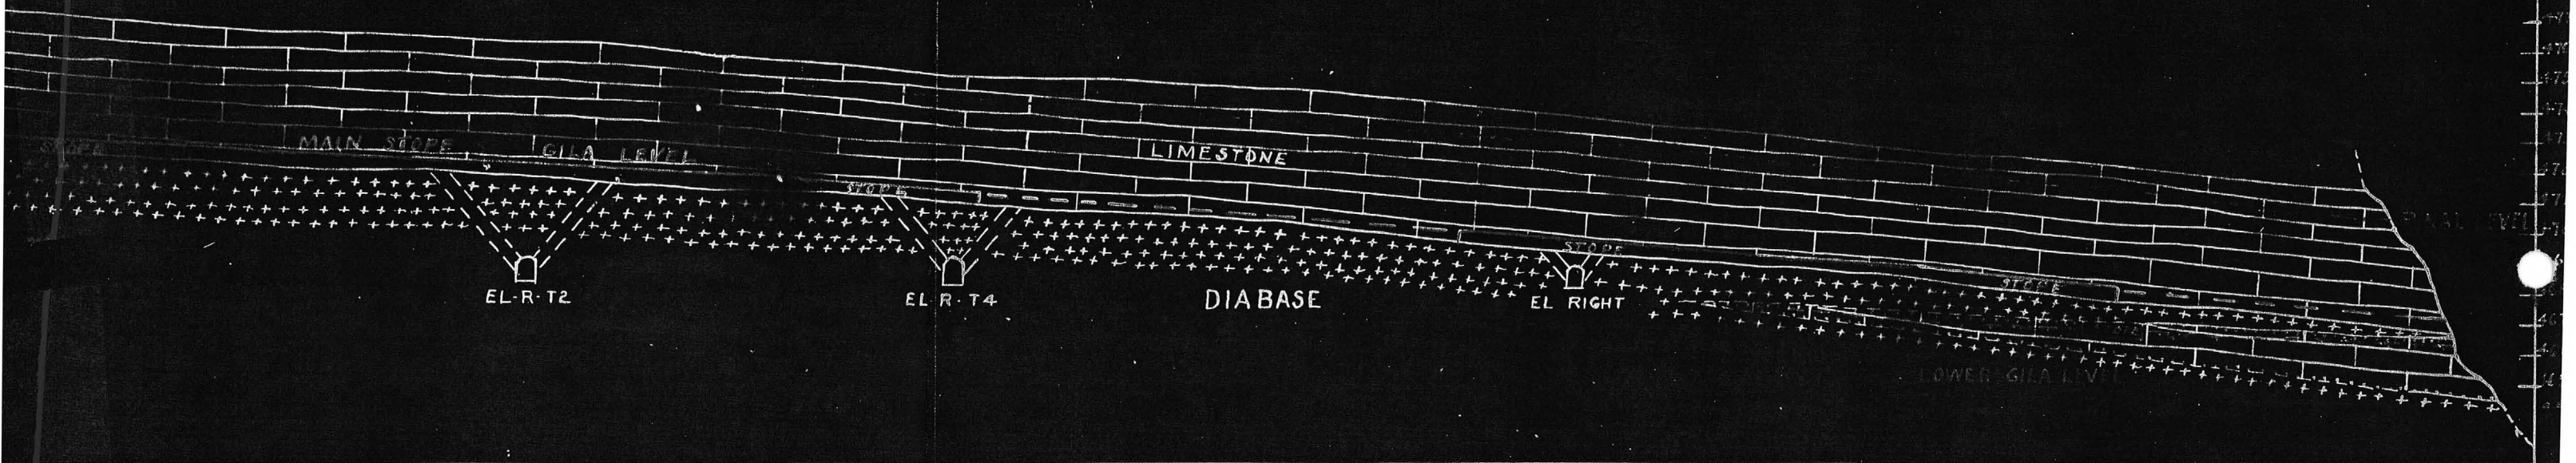 STOPE
MAIN STOPE
GILA LEVEL
LIMESTONE
STOPE
STOPE
STOPE
EL-R-T2
EL R-T4
DIABASE
EL RIGHT
LOWER GILA LEVEL